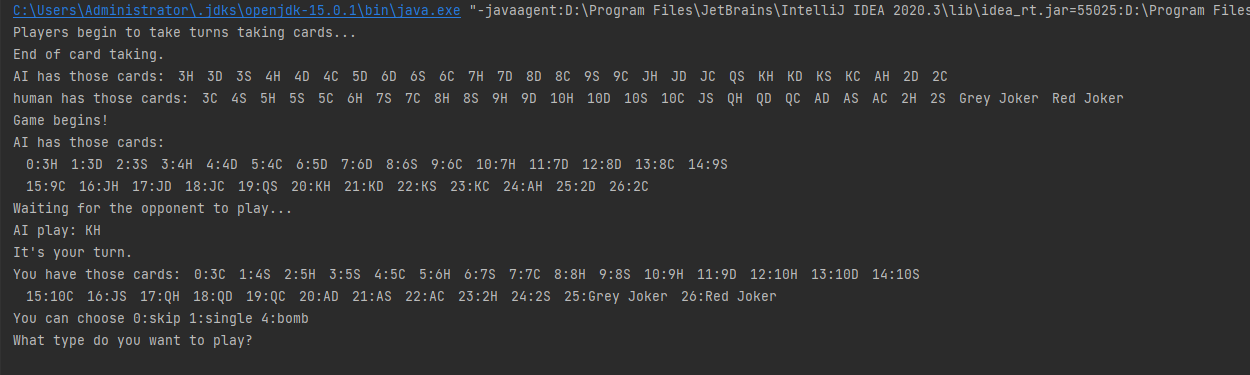 C:\Users\Administrator\.jdks\openjdk-15.0.1\bin\java.exe "-javaagent:D:\Program Files\JetBrains\IntelliJ IDEA 2020.3\lib\idea_rt.jar=55025:D:\Program Files
Players begin to take turns taking cards...
End of card taking.
AI has those cards: 3H 3D 3S 4H 4D 4C 5D 6D 6S 6C 7H 7D 8D 8C 9S 9C JH JD JC QS KH KD KS KC AH 2D 2C
human has those cards: 3C 4S 5H 5S 5C 6H 7S 7C 8H 8S 9H 9D 10H 10D 10S 10C JS QH QD QC AD AS AC 2H 2S Grey Joker Red Joker
Game begins!
AI has those cards:
0:3H 1:3D 2:3S 3:4H 4:4D 5:4C 6:5D 7:6D 8:6S 9:6C 10:7H 11:7D 12:8D 13:8C 14:9S
15:9C 16:JH 17:JD 18:JC 19:QS 20:KH 21:KD 22:KS 23:KC 24:AH 25:2D 26:2C
Waiting for the opponent to play...
AI play: KH
It's your turn.
You have those cards: 0:3C 1:4S 2:5H 3:5S 4:5C 5:6H 6:7S 7:7C 8:8H 9:8S 10:9H 11:9D 12:10H 13:10D 14:10S
15:10C 16:JS 17:QH 18:QD 19:QC 20:AD 21:AS 22:AC 23:2H 24:2S 25:Grey Joker 26:Red Joker
You can choose 0:skip 1:single 4:bomb
What type do you want to play?